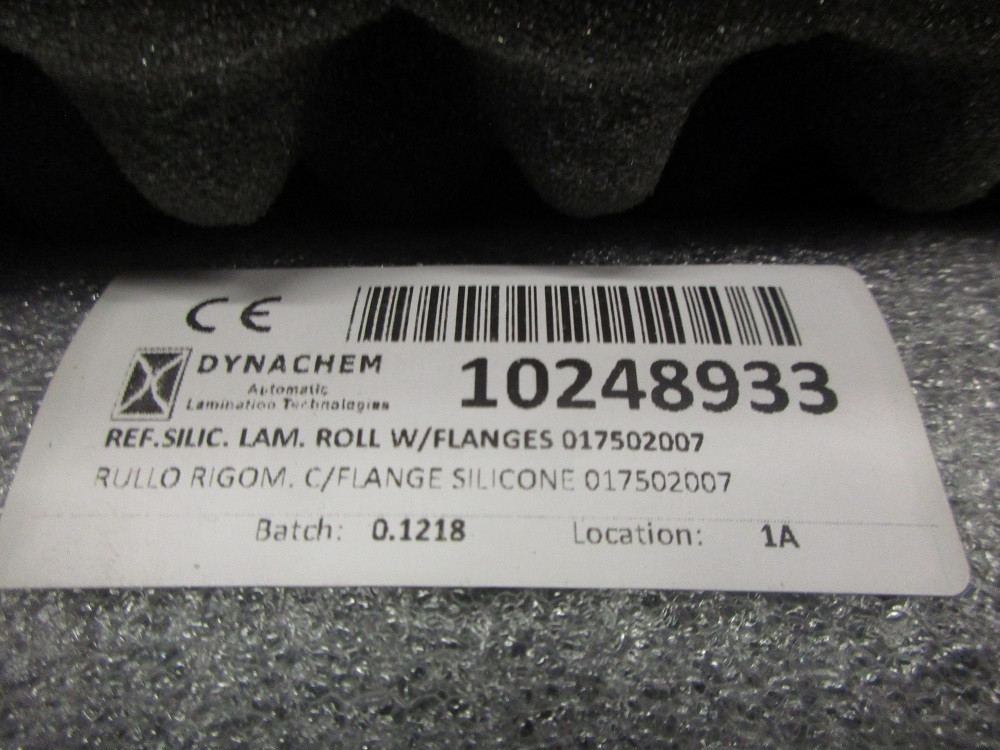 CE
DYNACHEM
Automatic
Lamination Technologies
10248933
REF.SILIC. LAM. ROLL W/FLANGES 017502007
RULLO RIGOM. C/FLANGE SILICONE 017502007
Batch: 0.1218 Location: 1A